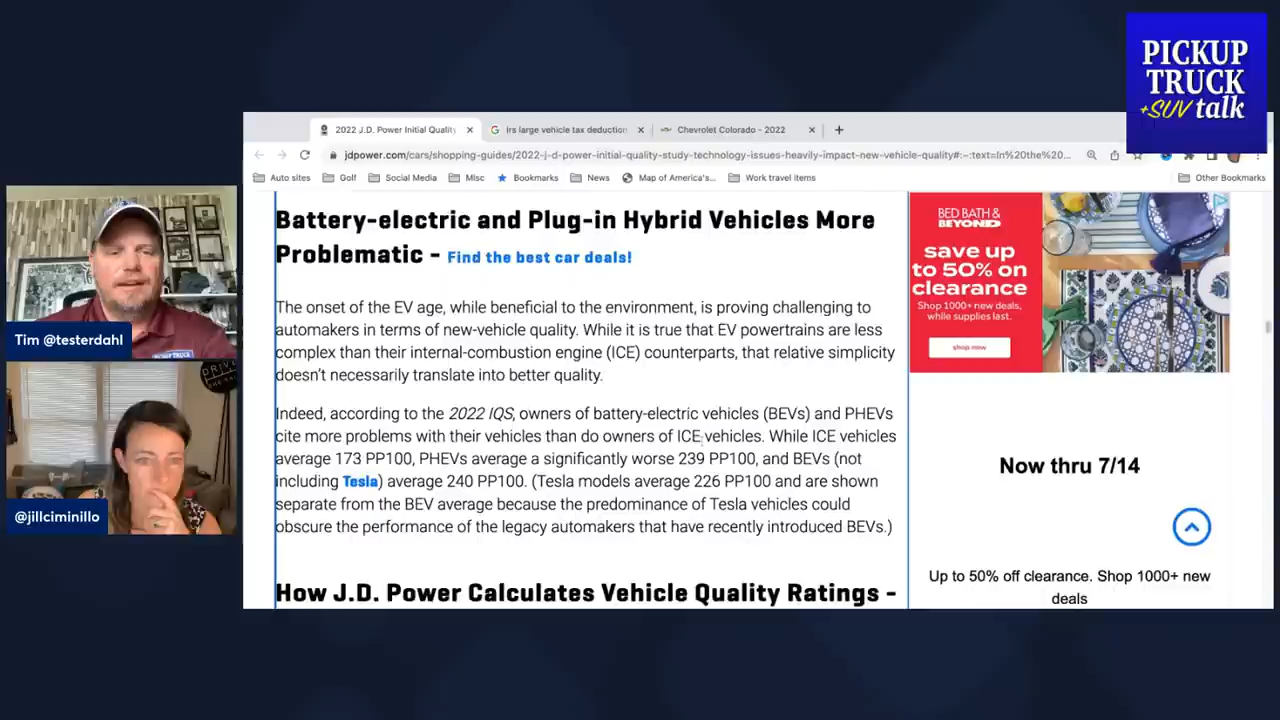 PICKUP
TRUCK
+SUV talk
2022 J.D. Power Initial Quality
irs large vehicle tax deduction
Chevrolet Colorado - 2022
jdpower.com/cars/shopping-guides/2022-j-d-power-initial-quality-study-technology-issues-heavily-impact-new-vehicle-quality#:~:text=In%20the%20...
Auto sites
Golf
Social Media
Misc
Bookmarks
News
Map of America's...
Work travel items
Other Bookmarks
Battery-electric and Plug-in Hybrid Vehicles More
Problematic - Find the best car deals!
The onset of the EV age, while beneficial to the environment, is proving challenging to
automakers in terms of new-vehicle quality. While it is true that EV powertrains are less
complex than their internal-combustion engine (ICE) counterparts, that relative simplicity
doesn't necessarily translate into better quality.
Indeed, according to the 2022 IQS, owners of battery-electric vehicles (BEVs) and PHEVs
cite more problems with their vehicles than do owners of ICE vehicles. While ICE vehicles
average 173 PP100, PHEVs average a significantly worse 239 PP100, and BEVs (not
including Tesla) average 240 PP100. (Tesla models average 226 PP100 and are shown
separate from the BEV average because the predominance of Tesla vehicles could
obscure the performance of the legacy automakers that have recently introduced BEVs.)
How J.D. Power Calculates Vehicle Quality Ratings -
BED BATH &
BEYOND
save up
to 50% on
clearance
Shop 1000+ new deals,
while supplies last.
shop now
Now thru 7/14
Up to 50% off clearance. Shop 1000+ new
deals
Tim @testerdahl
DRIVE
@jillciminillo